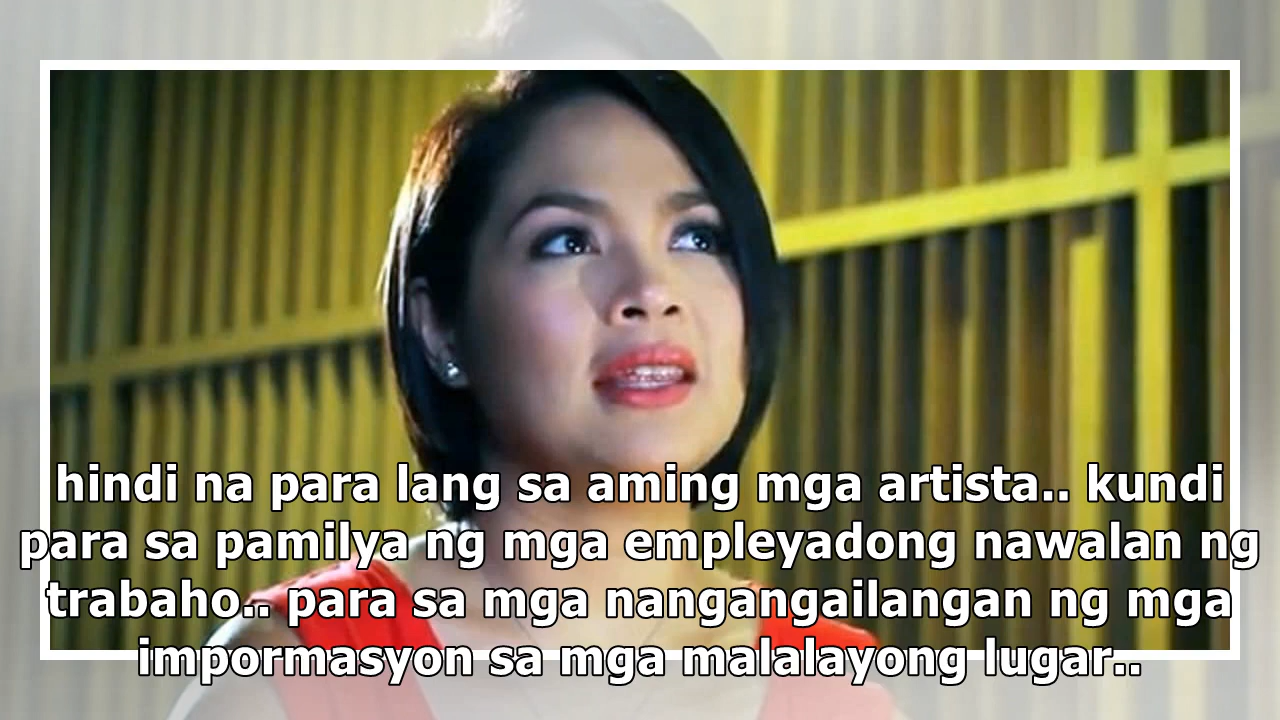 hindi na para lang sa aming mga artista.. kundi
para sa pamilya ng mga empleyadong nawalan ng
trabaho.. para sa mga nangangailangan ng mga
impormasyon sa mga malalayong lugar..